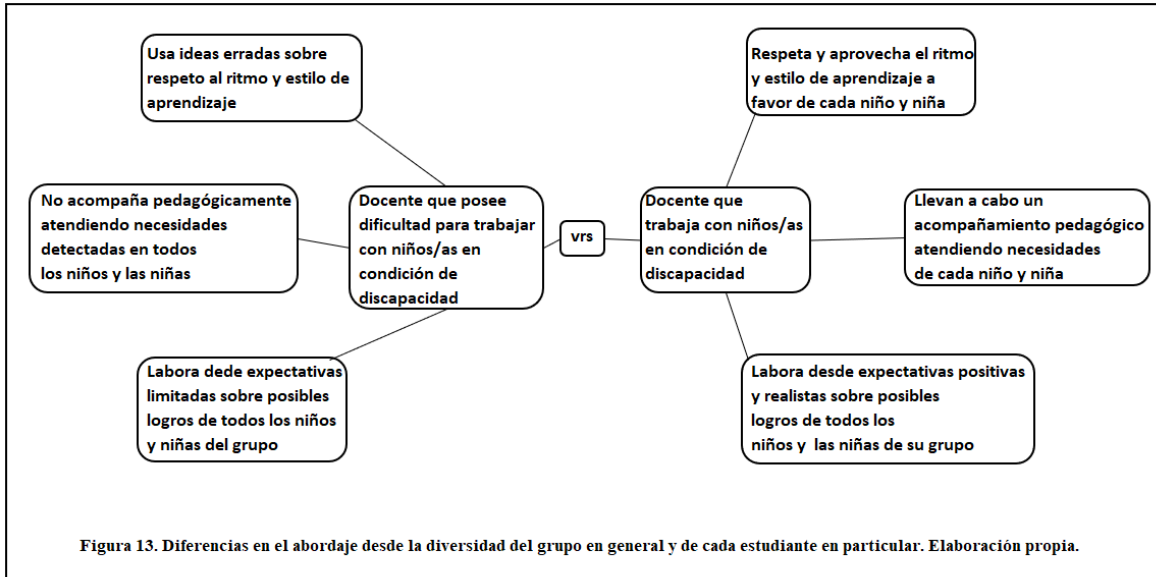 Usa ideas erradas sobre
respeto al ritmo y estilo de
aprendizaje
Respeta y aprovecha el ritmo
y estilo de aprendizaje a
favor de cada niño y niña
No acompaña pedagógicamente
atendiendo necesidades
detectadas en todos
los niños y las niñas
Docente que posee
dificultad para trabajar
con niños/as en
condición de
discapacidad
vrs
Docente que
trabaja con niños/as
en condición de
discapacidad
Llevan a cabo un
acompañamiento pedagógico
atendiendo necesidades
de cada niño y niña
Labora dede expectativas
limitadas sobre posibles
logros de todos los niños
y niñas del grupo
Labora desde expectativas positivas
y realistas sobre posibles
logros de todos los
niños y las niñas de su grupo
Figura 13. Diferencias en el abordaje desde la diversidad del grupo en general y de cada estudiante en particular. Elaboración propia.